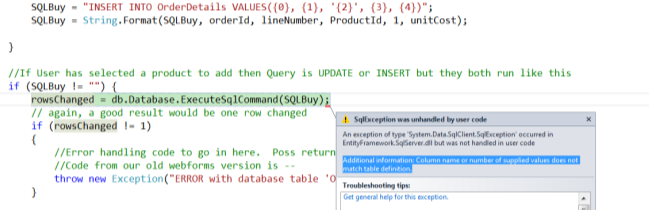 SQLBuy = "INSERT INTO OrderDetails VALUES({0}, {1}, '{2}', {3}, {4})";
SQLBuy = String.Format(SQLBuy, orderId, lineNumber, ProductId, 1, unitCost);
}
//If User has selected a product to add then Query is UPDATE or INSERT but they both run like this
if (SQLBuy != "") {
rowsChanged = db.Database.ExecuteSqlCommand(SQLBuy);
// again, a good result would be one row changed
if (rowsChanged != 1)
{
//Error handling code to go in here. Poss return
//Code from our old webforms version is --
throw new Exception("ERROR with database table 'O
}
SqlException was unhandled by user code
An exception of type 'System.Data.SqlClient.SqlException' occurred in
EntityFramework.SqlServer.dll but was not handled in user code
Additional information: Column name or number of supplied values does not
match table definition.
Troubleshooting tips:
Get general help for this exception.